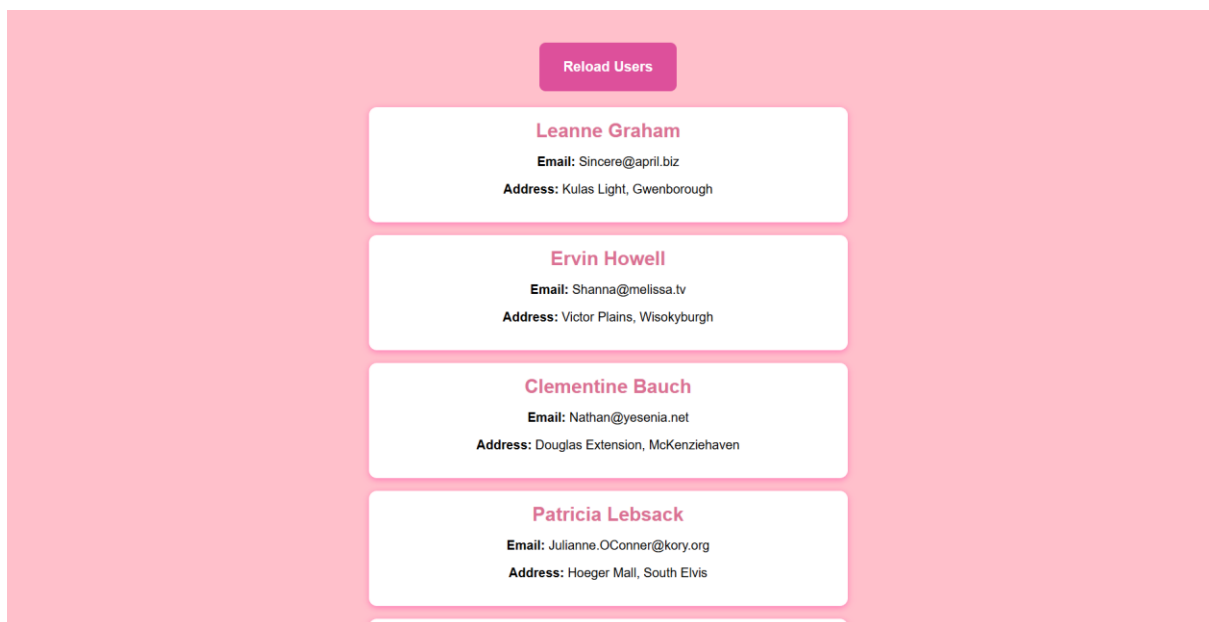 Reload Users
Leanne Graham
Email: Sincere@april.biz
Address: Kulas Light, Gwenborough
Ervin Howell
Email: Shanna@melissa.tv
Address: Victor Plains, Wisokyburgh
Clementine Bauch
Email: Nathan@yesenia.net
Address: Douglas Extension, McKenziehaven
Patricia Lebsack
Email: Julianne.OConner@kory.org
Address: Hoeger Mall, South Elvis